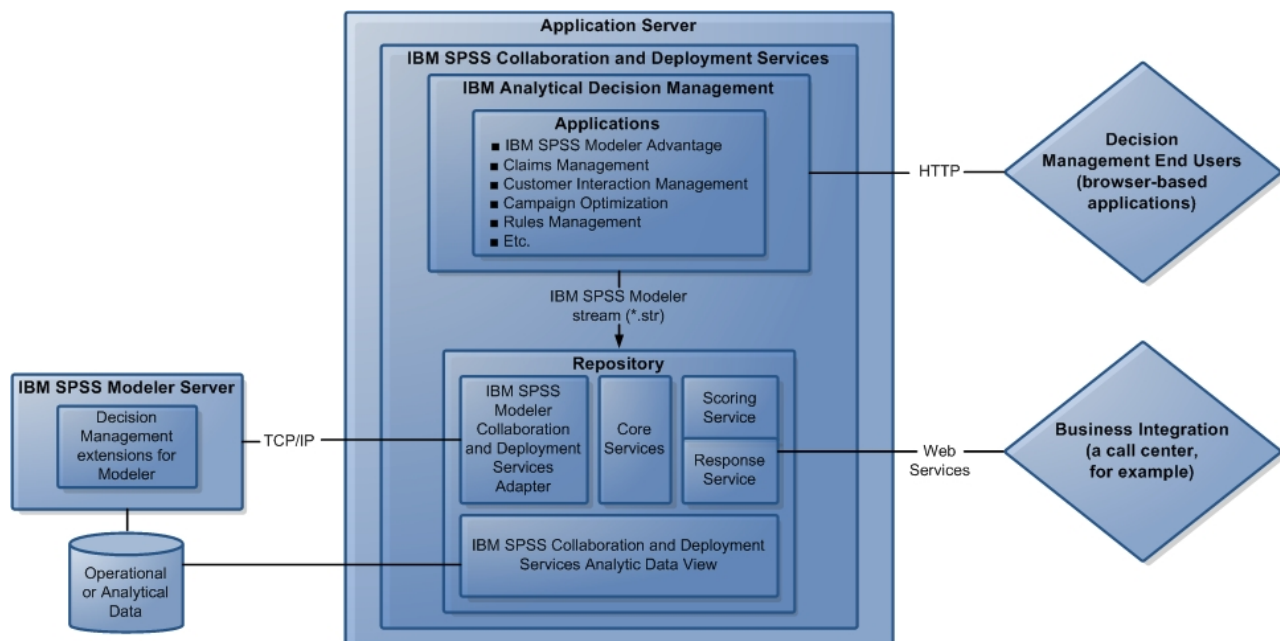 Application Server
IBM SPSS Collaboration and Deployment Services
IBM Analytical Decision Management
Applications
■ IBM SPSS Modeler Advantage
■ Claims Management
■ Customer Interaction Management
■ Campaign Optimization
■ Rules Management
■ Etc.
HTTP
Decision
Management End Users
(browser-based
applications)
IBM SPSS Modeler
stream (*.str)
Repository
IBM SPSS
Modeler
Collaboration
and Deployment
Services
Adapter
Core
Services
Scoring
Service
Response
Service
IBM SPSS Collaboration and Deployment
Services Analytic Data View
IBM SPSS Modeler Server
Decision
Management
extensions for
Modeler
TCP/IP
Operational
or Analytical
Data
Web
Services
Business Integration
(a call center,
for example)